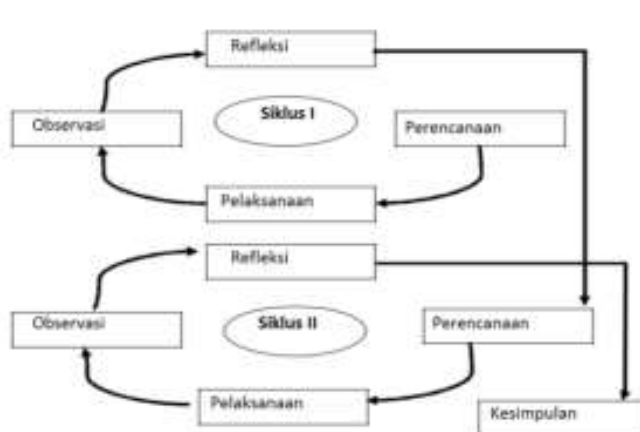 Refleksi
Siklus I
Observasi
Perencanaan
Pelaksanaan
Refleksi
Siklus II
Observasi
Perencanaan
Pelaksanaan
Kesimpulan